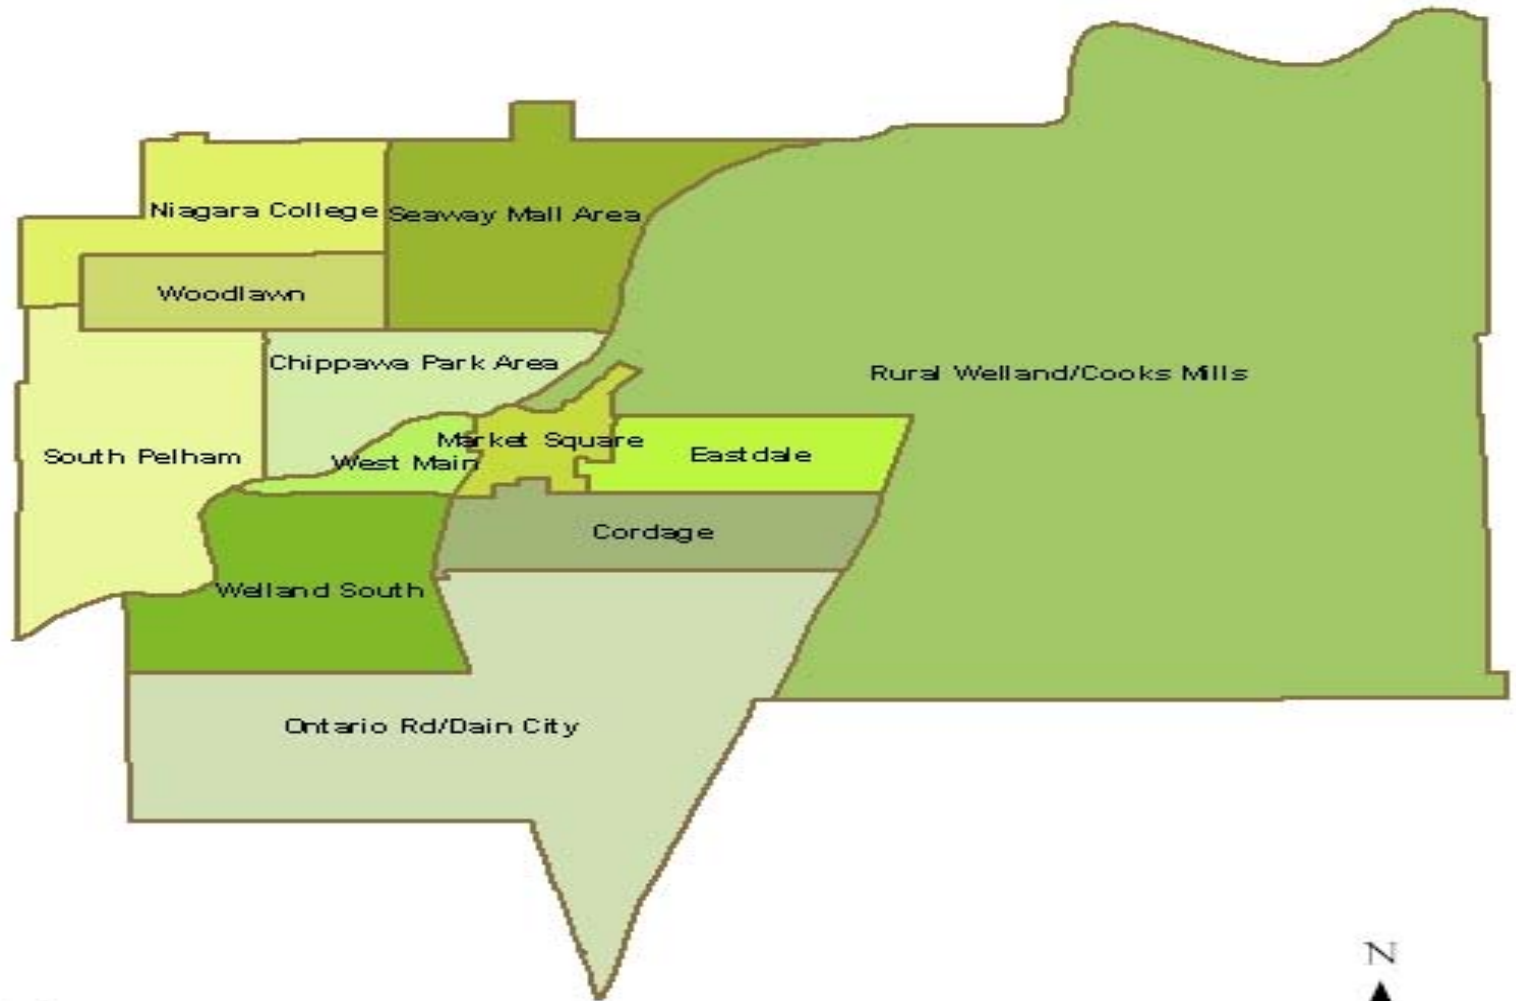 Niagara College
Seaway Mall Area
Woodlawn
Chippawa Park Area
Rural Welland/Cooks Mills
South Pelham
Market Square
West Main
Eastdale
Cordage
Welland South
Ontario Rd/Dain City
N